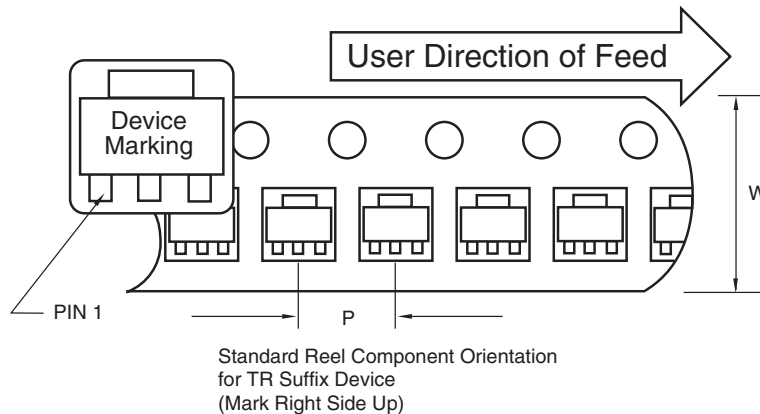 User Direction of Feed
Device
Marking
W
PIN 1
P
Standard Reel Component Orientation
for TR Suffix Device
(Mark Right Side Up)